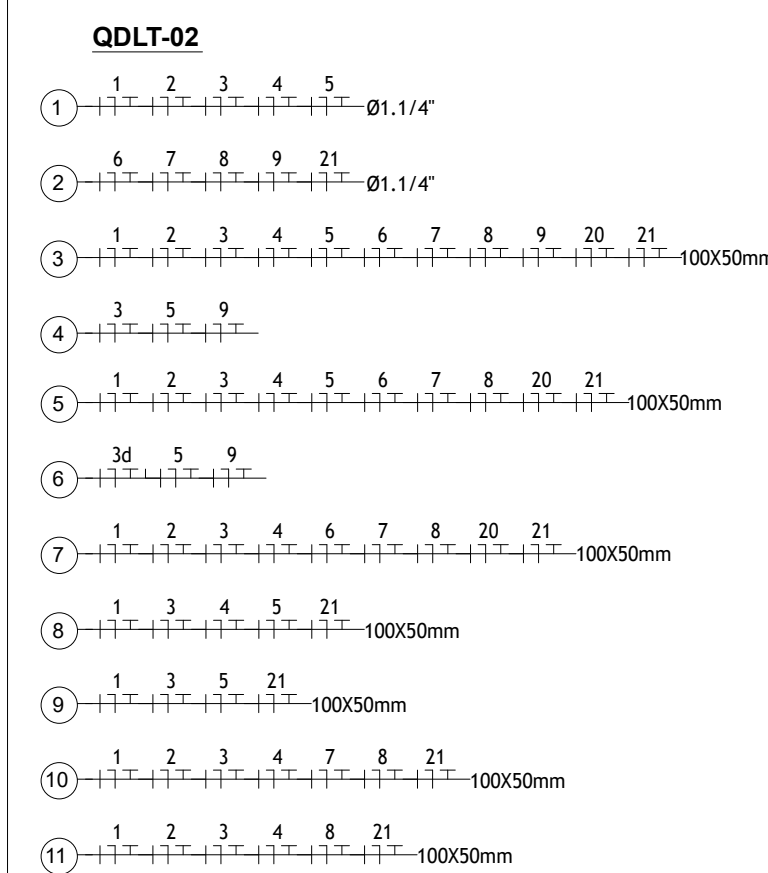 QDLT-02
1 1 2 3 4 5 Ø1.1/4"
2 6 7 8 9 21 Ø1.1/4"
3 1 2 3 4 5 6 7 8 9 20 21 100X50mm
4 3 5 9
5 1 2 3 4 5 6 7 8 20 21 100X50mm
6 3d 5 9
7 1 2 3 4 6 7 8 20 21 100X50mm
8 1 3 4 5 21 100X50mm
9 1 3 5 21 100X50mm
10 1 2 3 4 7 8 21 100X50mm
11 1 2 3 4 8 21 100X50mm